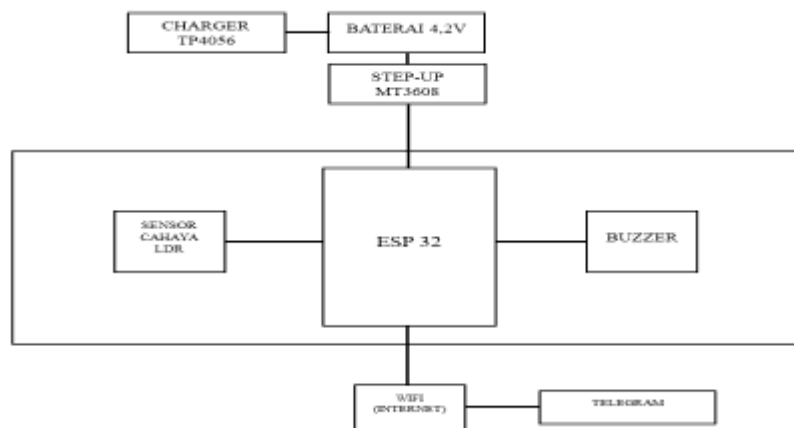 CHARGER
TP4056
BATERAI 4,2V
STEP-UP
MT3608
SENSOR
CAHAYA
LDR
ESP 32
BUZZER
WIFI
(INTERNET)
TELEGRAM